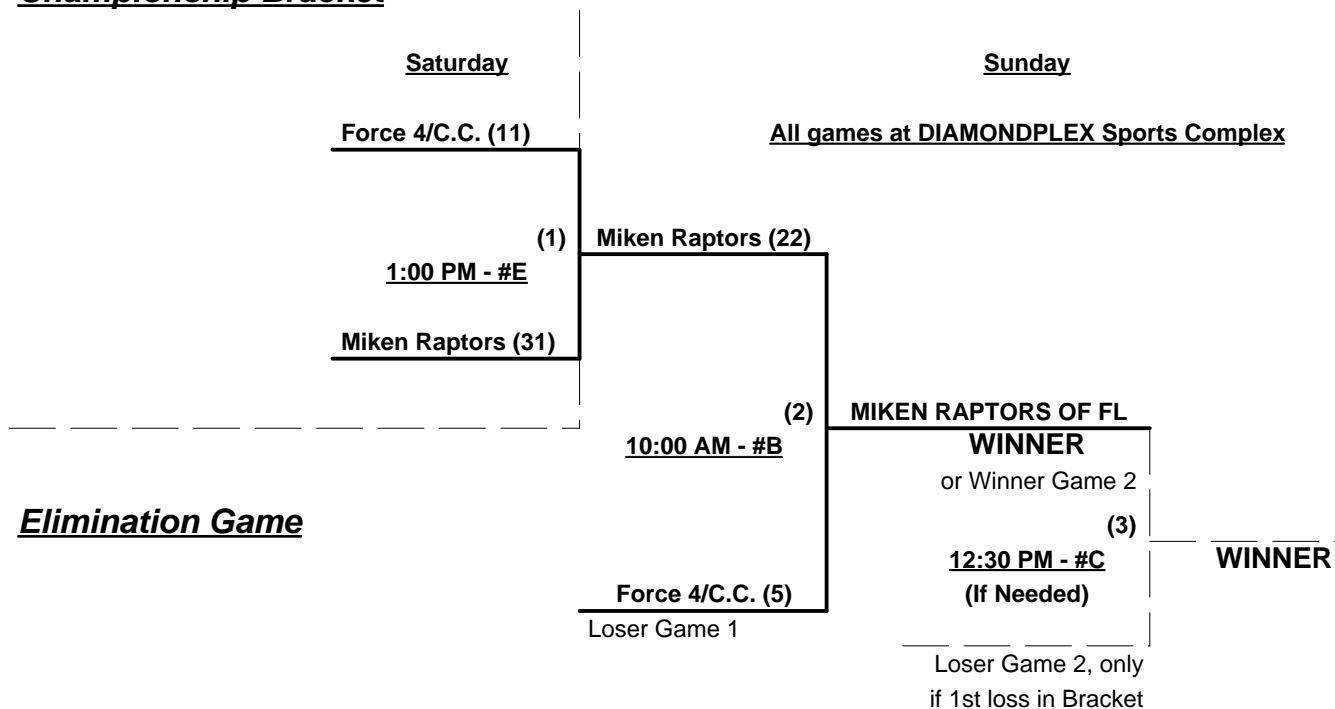 Championship Bracket
Saturday
Sunday
Force 4/C.C. (11)
All games at DIAMONDPLEX Sports Complex
(1)
Miken Raptors (22)
1:00 PM - #E
Miken Raptors (31)
(2)
MIKEN RAPTORS OF FL
10:00 AM - #B
WINNER
or Winner Game 2
Elimination Game
(3)
12:30 PM - #C
WINNER
(If Needed)
Force 4/C.C. (5)
Loser Game 1
Loser Game 2, only
if 1st loss in Bracket